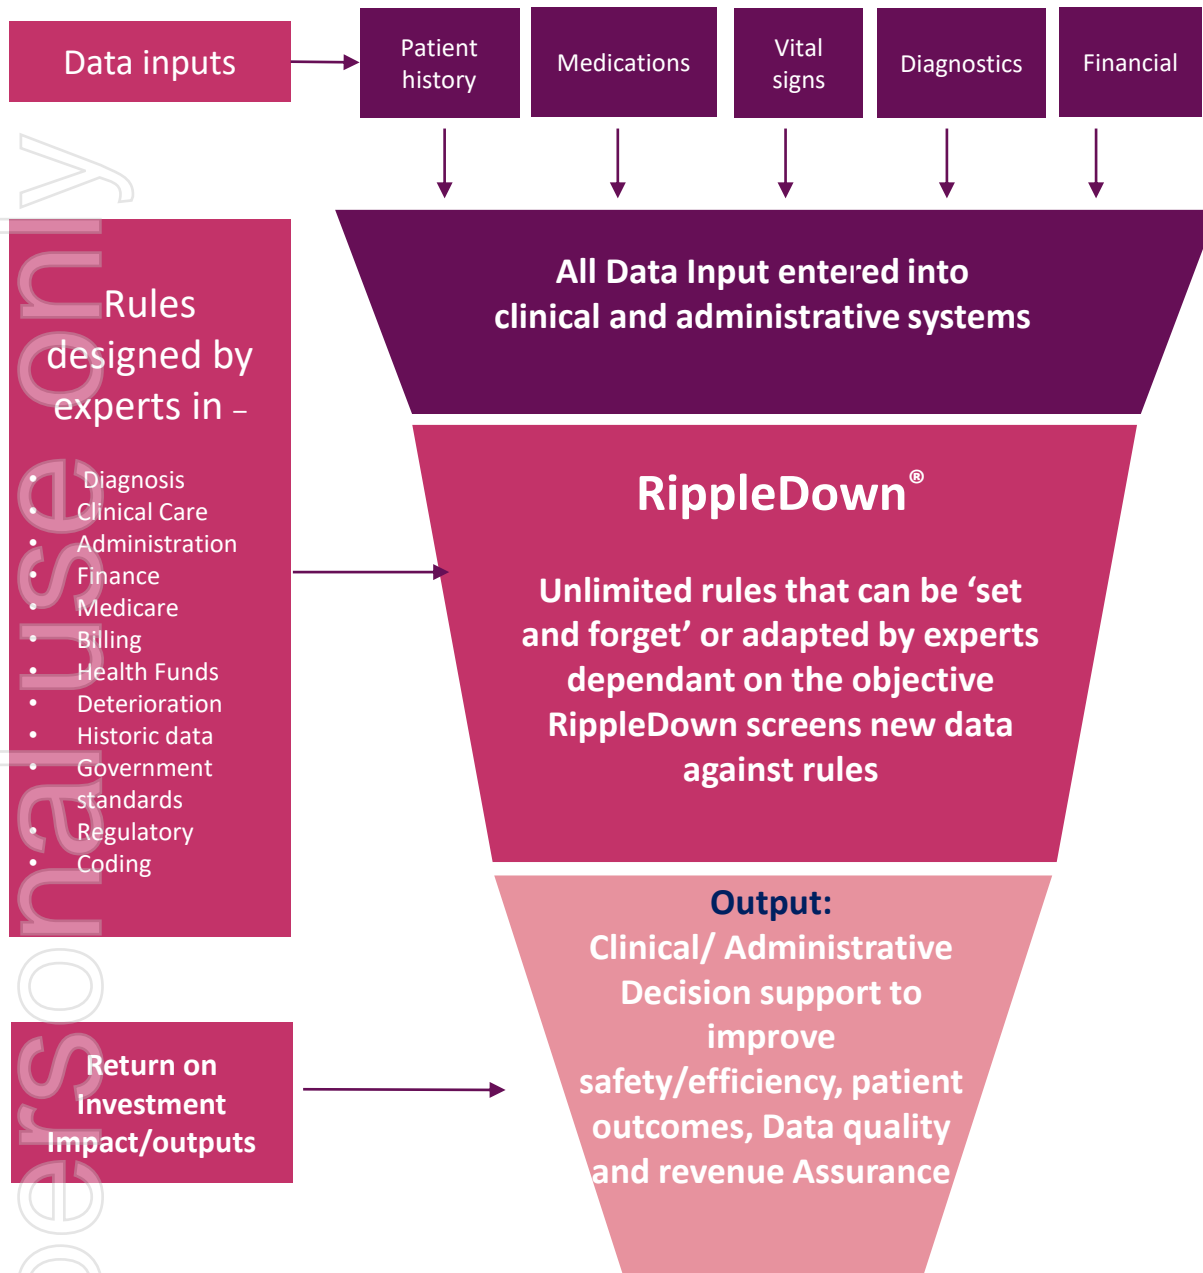 Data inputs
Patient
history
Medications
Vital
signs
Diagnostics
Financial
All Data Input entered into
clinical and administrative systems
Rules
designed by
experts in –
• Diagnosis
• Clinical Care
• Administration
• Finance
• Medicare
• Billing
• Health Funds
• Deterioration
• Historic data
• Government
standards
• Regulatory
• Coding
RippleDown®
Unlimited rules that can be ‘set
and forget’ or adapted by experts
dependant on the objective
RippleDown screens new data
against rules
Return on
Investment
Impact/outputs
Output:
Clinical/ Administrative
Decision support to
improve
safety/efficiency, patient
outcomes, Data quality
and revenue Assurance
personal use only